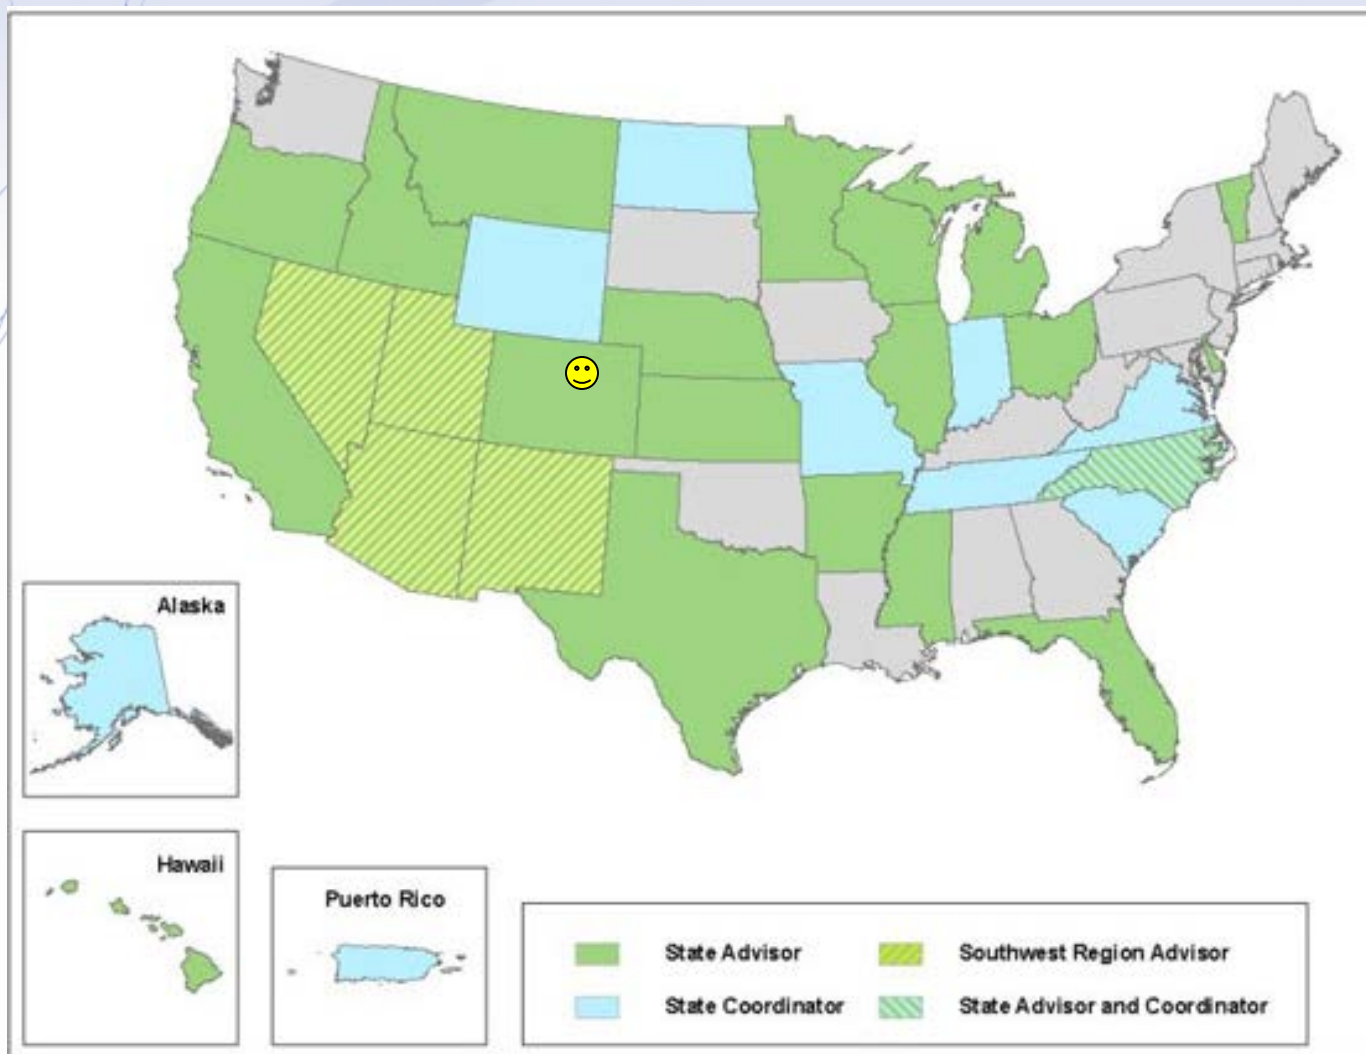 Alaska
Hawaii
Puerto Rico
State Advisor
Southwest Region Advisor
State Coordinator
State Advisor and Coordinator